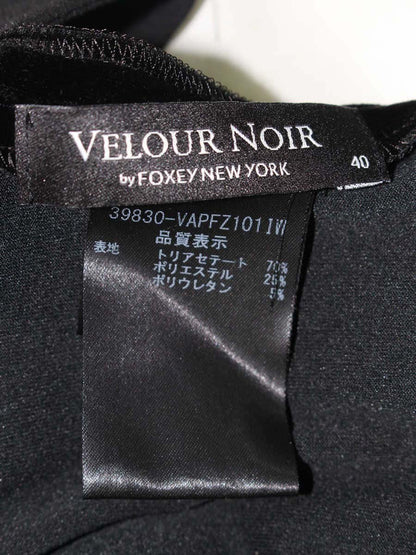 VELOUR NOIR
by FOXEY NEW YORK
40
39830-VAPFZ101IW
品質表示
表地 トリアセテート 70%
ポリエステル 25%
ポリウレタン 5%